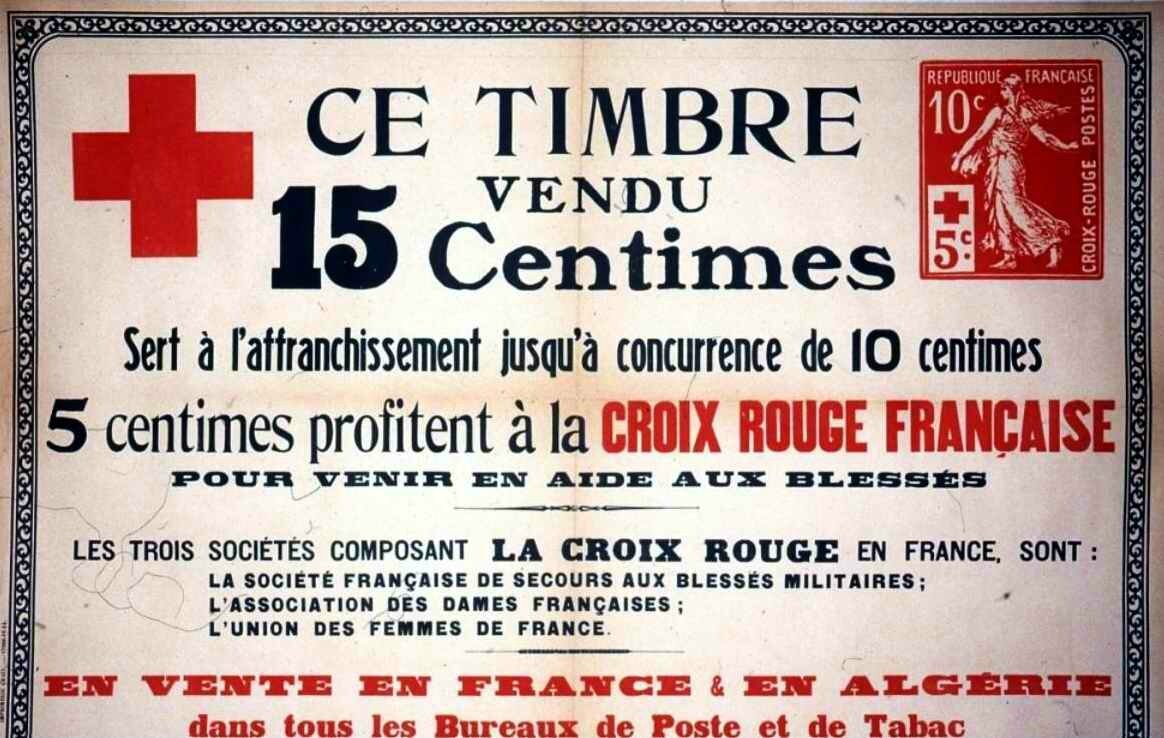 CE TIMBRE
VENDU
15 Centimes
RÉPUBLIQUE FRANÇAISE
10c
POSTES
CROIX-ROUGE
5c.
Sert à l'affranchissement jusqu'à concurrence de 10 centimes
5 centimes profitent à la CROIX ROUGE FRANÇAISE
POUR VENIR EN AIDE AUX BLESSÉS
LES TROIS SOCIÉTÉS COMPOSANT LA CROIX ROUGE EN FRANCE, SONT :
LA SOCIÉTÉ FRANÇAISE DE SECOURS AUX BLESSÉS MILITAIRES ;
L'ASSOCIATION DES DAMES FRANÇAISES ;
L'UNION DES FEMMES DE FRANCE.
EN VENTE EN FRANCE & EN ALGÉRIE
dans tous les Bureaux de Poste et de Tabac